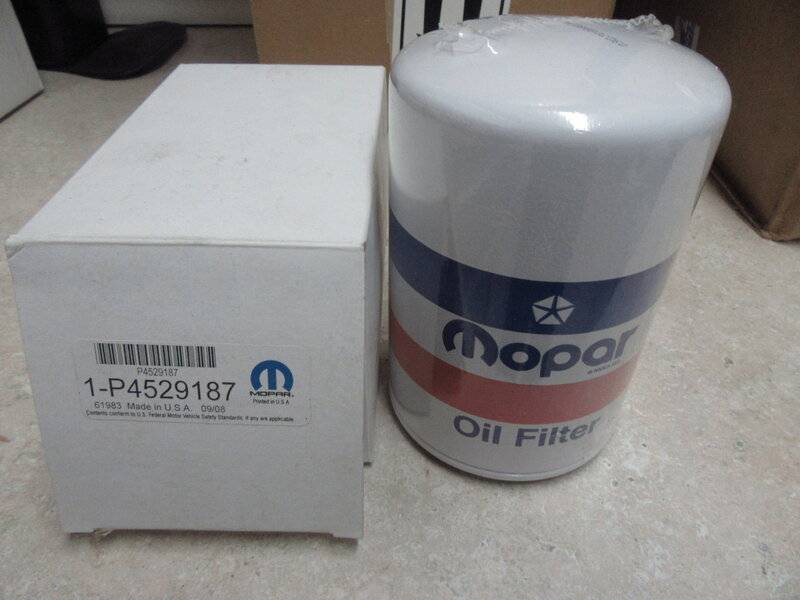 P4529187
1-P4529187
61983 Made in U.S.A. 09/08
Contents conform to U.S. Federal Motor Vehicle Safety Standards, if any are applicable.
MOPAR.
Printed in U.S.A
Mopar
Oil Filter